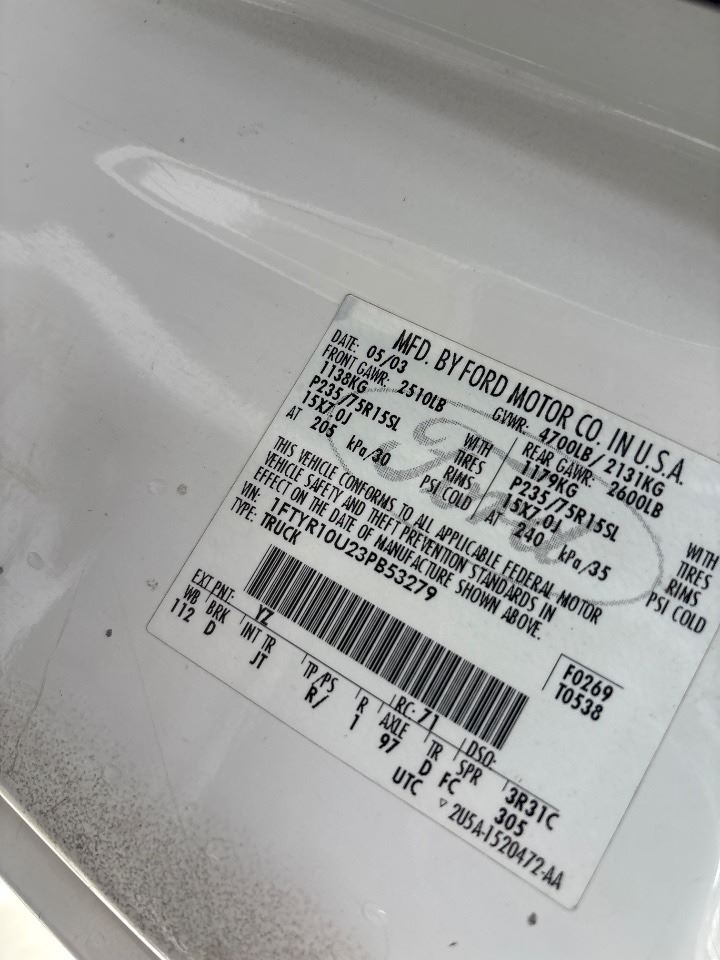 MFD. BY FORD MOTOR CO. IN U.S.A.
DATE: 05/03 GVWR: 4700LB/ 2131KG
FRONT GAWR: 2510LB REAR GAWR: 2600LB
1138KG WITH 1179KG WITH
P235/75R15SL TIRES P235/75R15SL TIRES
15X7.0J RIMS 15X7.0J RIMS
AT 205 kPa/30 PSI COLD AT 240 kPa/35 PSI COLD
THIS VEHICLE CONFORMS TO ALL APPLICABLE FEDERAL MOTOR
VEHICLE SAFETY AND THEFT PREVENTION STANDARDS IN
EFFECT ON THE DATE OF MANUFACTURE SHOWN ABOVE.
VIN: 1FTYR10U23PB53279
TYPE: TRUCK
F0269
T0538
EXT PNT: YZ RC: 71 DSO:
WB BRK INT TR TP/PS R AXLE TR SPR 3R31C
112 D JT R/ 1 97 D FC 305
UTC ▽ 2U5A-1520472-AA
Ford